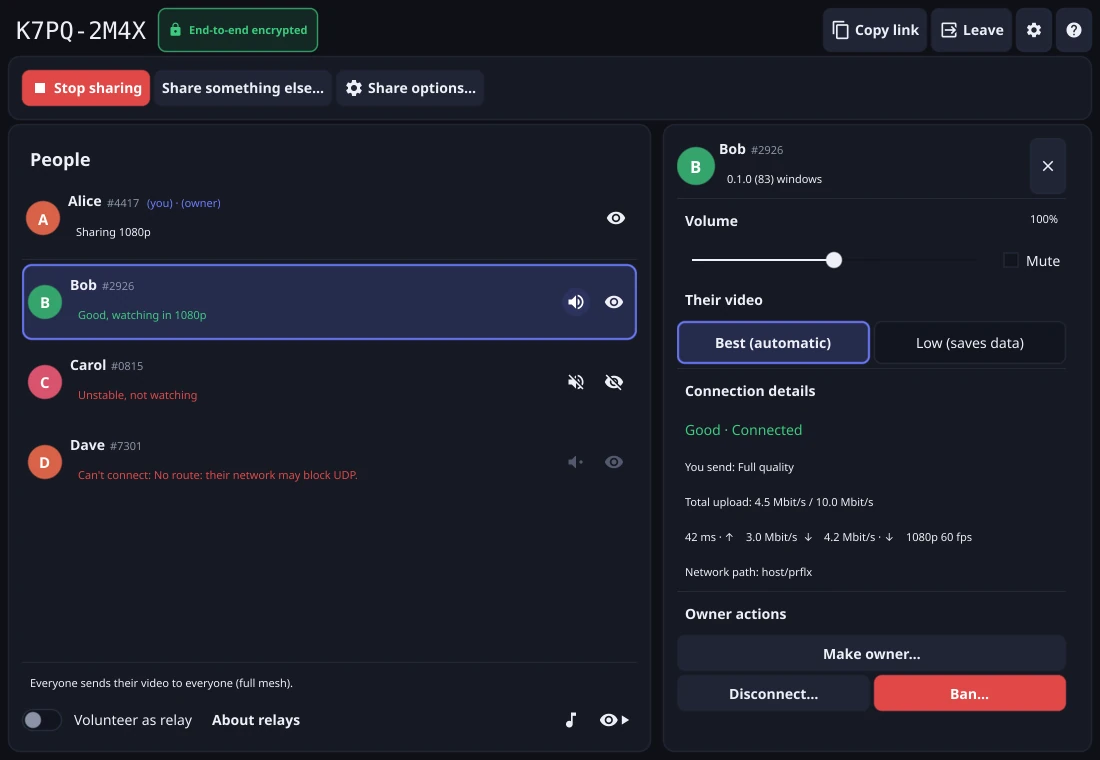 K7PQ-2M4X
End-to-end encrypted
Copy link
Leave
Stop sharing
Share something else...
Share options...
People
A
Alice #4417 (you) · (owner)
Sharing 1080p
B
Bob #2926
Good, watching in 1080p
C
Carol #0815
Unstable, not watching
D
Dave #7301
Can't connect: No route: their network may block UDP.
Everyone sends their video to everyone (full mesh).
Volunteer as relay
About relays
B
Bob #2926
0.1.0 (83) windows
Volume
100%
Mute
Their video
Best (automatic)
Low (saves data)
Connection details
Good · Connected
You send: Full quality
Total upload: 4.5 Mbit/s / 10.0 Mbit/s
42 ms · ↑ 3.0 Mbit/s ↓ 4.2 Mbit/s · ↓ 1080p 60 fps
Network path: host/prflx
Owner actions
Make owner...
Disconnect...
Ban...